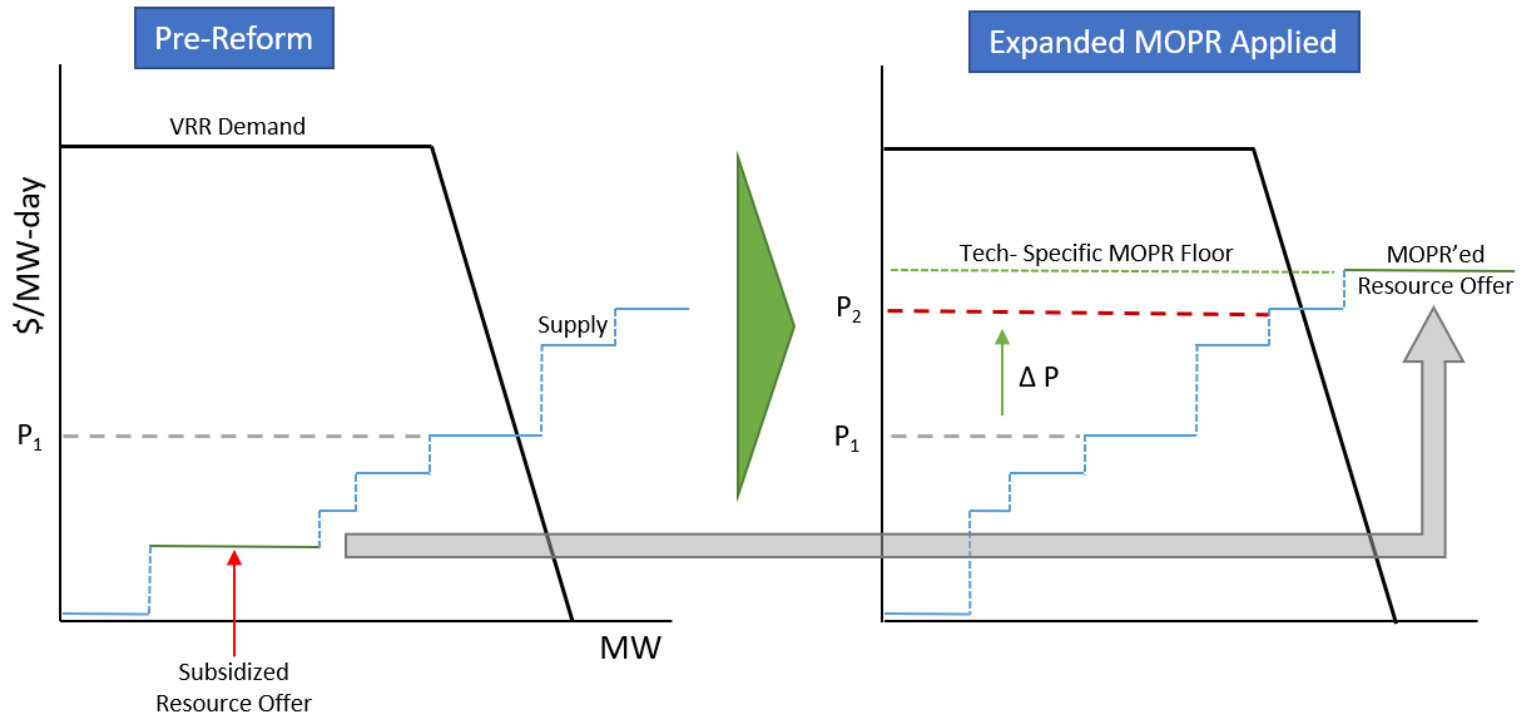 Pre-Reform
VRR Demand
$/MW-day
Supply
P1
MW
Subsidized
Resource Offer
Expanded MOPR Applied
Tech- Specific MOPR Floor
MOPR’ed
Resource Offer
P2
Δ P
P1